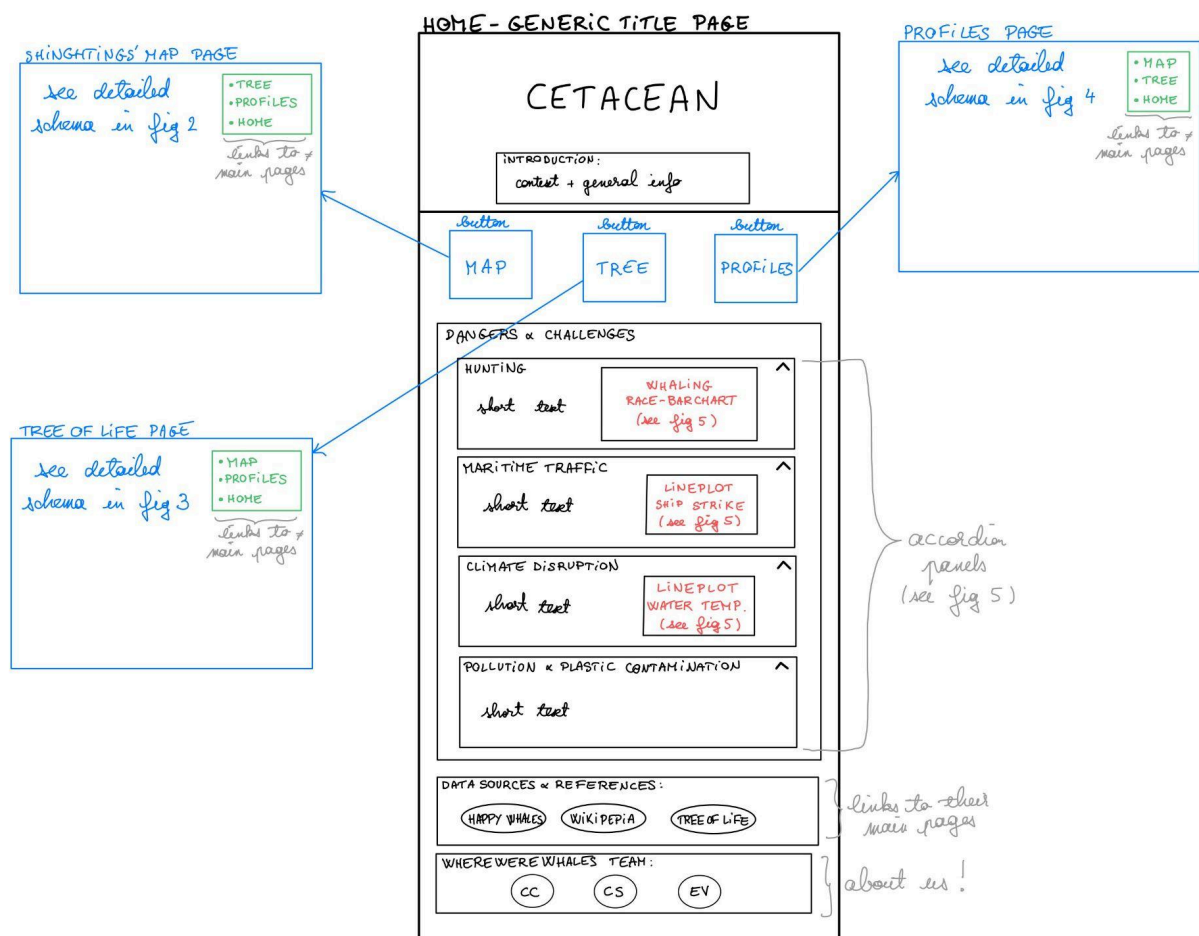 HOME - GENERIC TITLE PAGE
CETACEAN
INTRODUCTION:
context + general info
SHINGHTINGS' MAP PAGE
see detailed
schema in fig 2
• TREE
• PROFILES
• HOME
links to ≠
main pages
PROFILES PAGE
see detailed
schema in fig 4
• MAP
• TREE
• HOME
links to ≠
main pages
button
MAP
button
TREE
button
PROFILES
TREE OF LIFE PAGE
see detailed
schema in fig 3
• MAP
• PROFILES
• HOME
links to ≠
main pages
DANGERS & CHALLENGES
HUNTING
short text
WHALING
RACE-BARCHART
(see fig 5)
MARITIME TRAFFIC
short text
LINEPLOT
SHIP STRIKE
(see fig 5)
CLIMATE DISRUPTION
short text
LINEPLOT
WATER TEMP.
(see fig 5)
POLLUTION & PLASTIC CONTAMINATION
short text
accordion
panels
(see fig 5)
DATA SOURCES & REFERENCES:
HAPPY WHALES
WIKIPEPIA
TREE OF LIFE
links to their
main pages
WHEREWEREWHALES TEAM:
CC
CS
EV
about us!